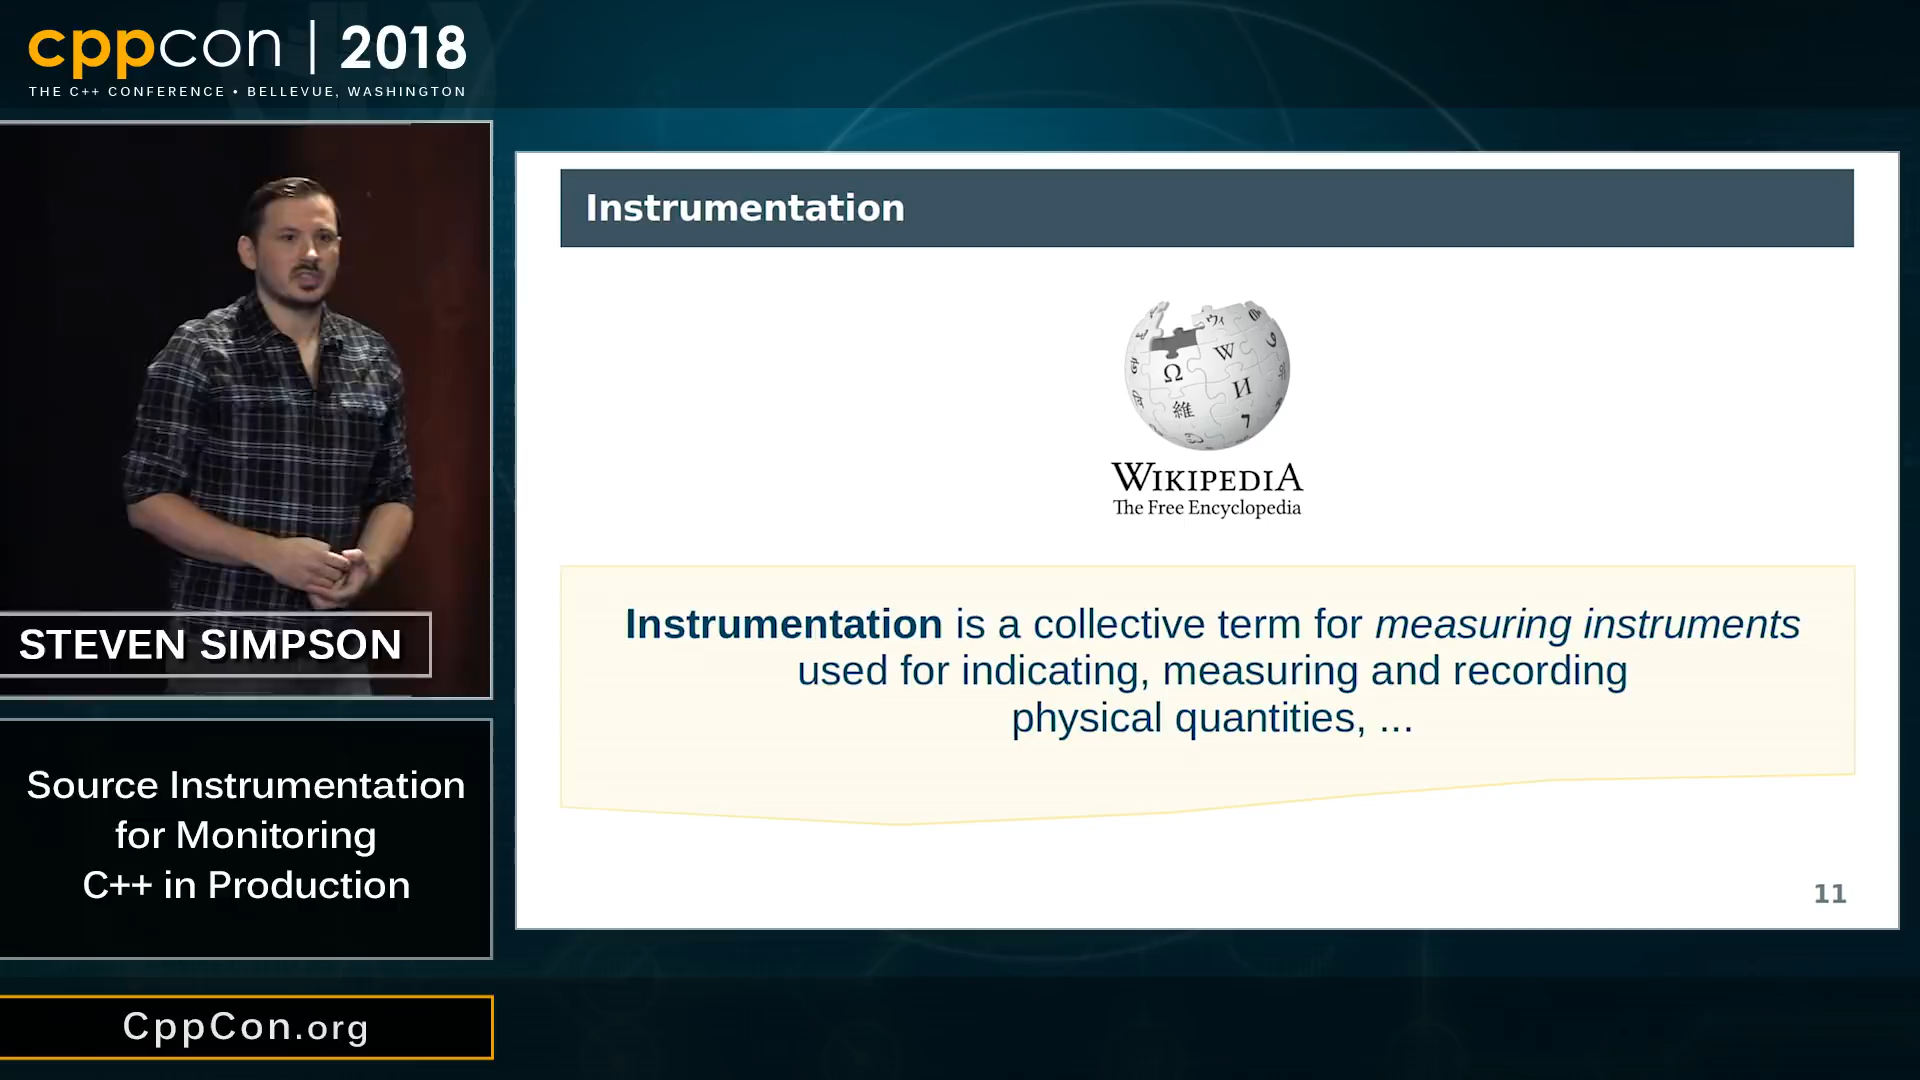 cppcon | 2018
THE C++ CONFERENCE • BELLEVUE, WASHINGTON
STEVEN SIMPSON
Source Instrumentation
for Monitoring
C++ in Production
CppCon.org
Instrumentation
Ω
W
И
維
WIKIPEDIA
The Free Encyclopedia
Instrumentation is a collective term for measuring instruments
used for indicating, measuring and recording
physical quantities, ...
11